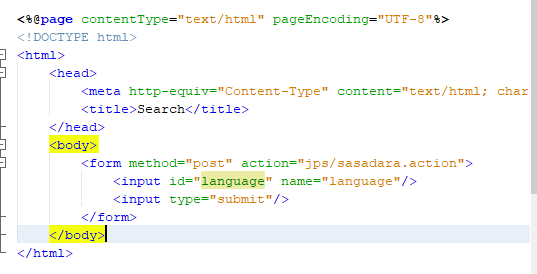 <%@page contentType="text/html" pageEncoding="UTF-8"%>
<!DOCTYPE html>
<html>
<head>
<meta http-equiv="Content-Type" content="text/html; char
<title>Search</title>
</head>
<body>
<form method="post" action="jps/sasadara.action">
<input id="language" name="language"/>
<input type="submit"/>
</form>
</body>
</html>